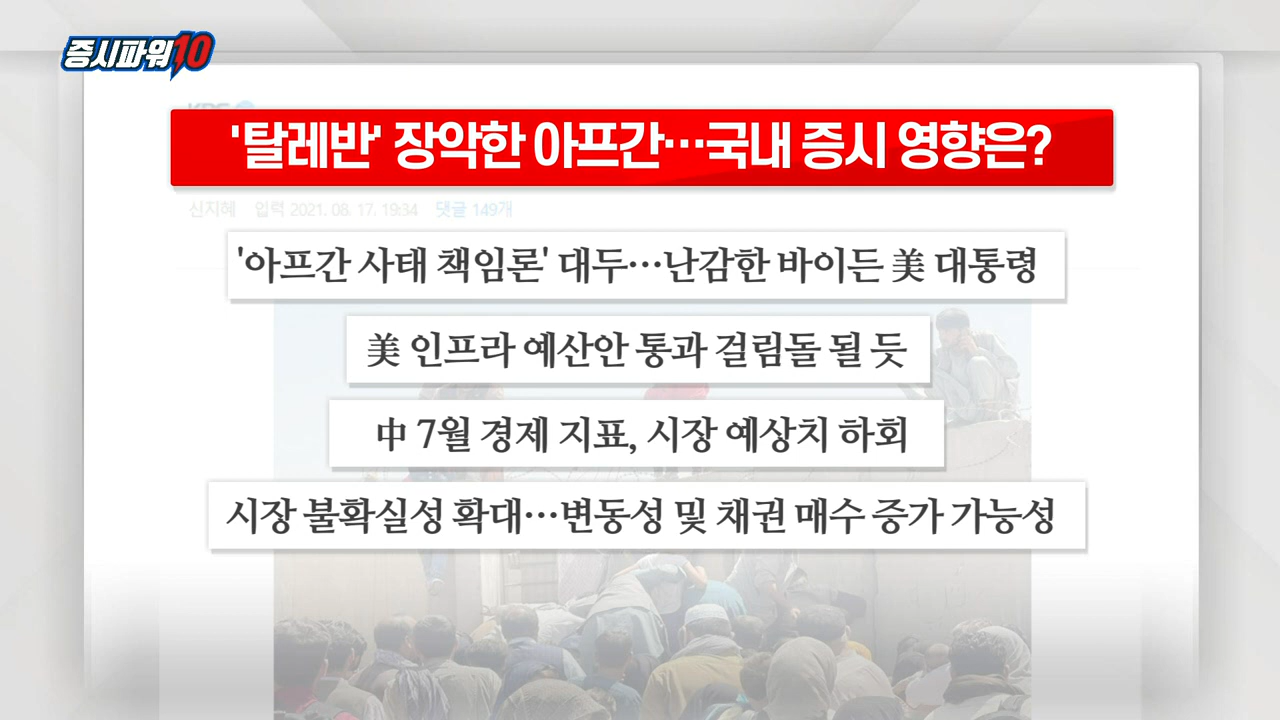 증시파워10
'탈레반' 장악한 아프간…국내 증시 영향은?
신지혜 입력 2021. 08. 17. 19:34 댓글 149개
'아프간 사태 책임론' 대두…난감한 바이든 美 대통령
美 인프라 예산안 통과 걸림돌 될 듯
中 7월 경제 지표, 시장 예상치 하회
시장 불확실성 확대…변동성 및 채권 매수 증가 가능성